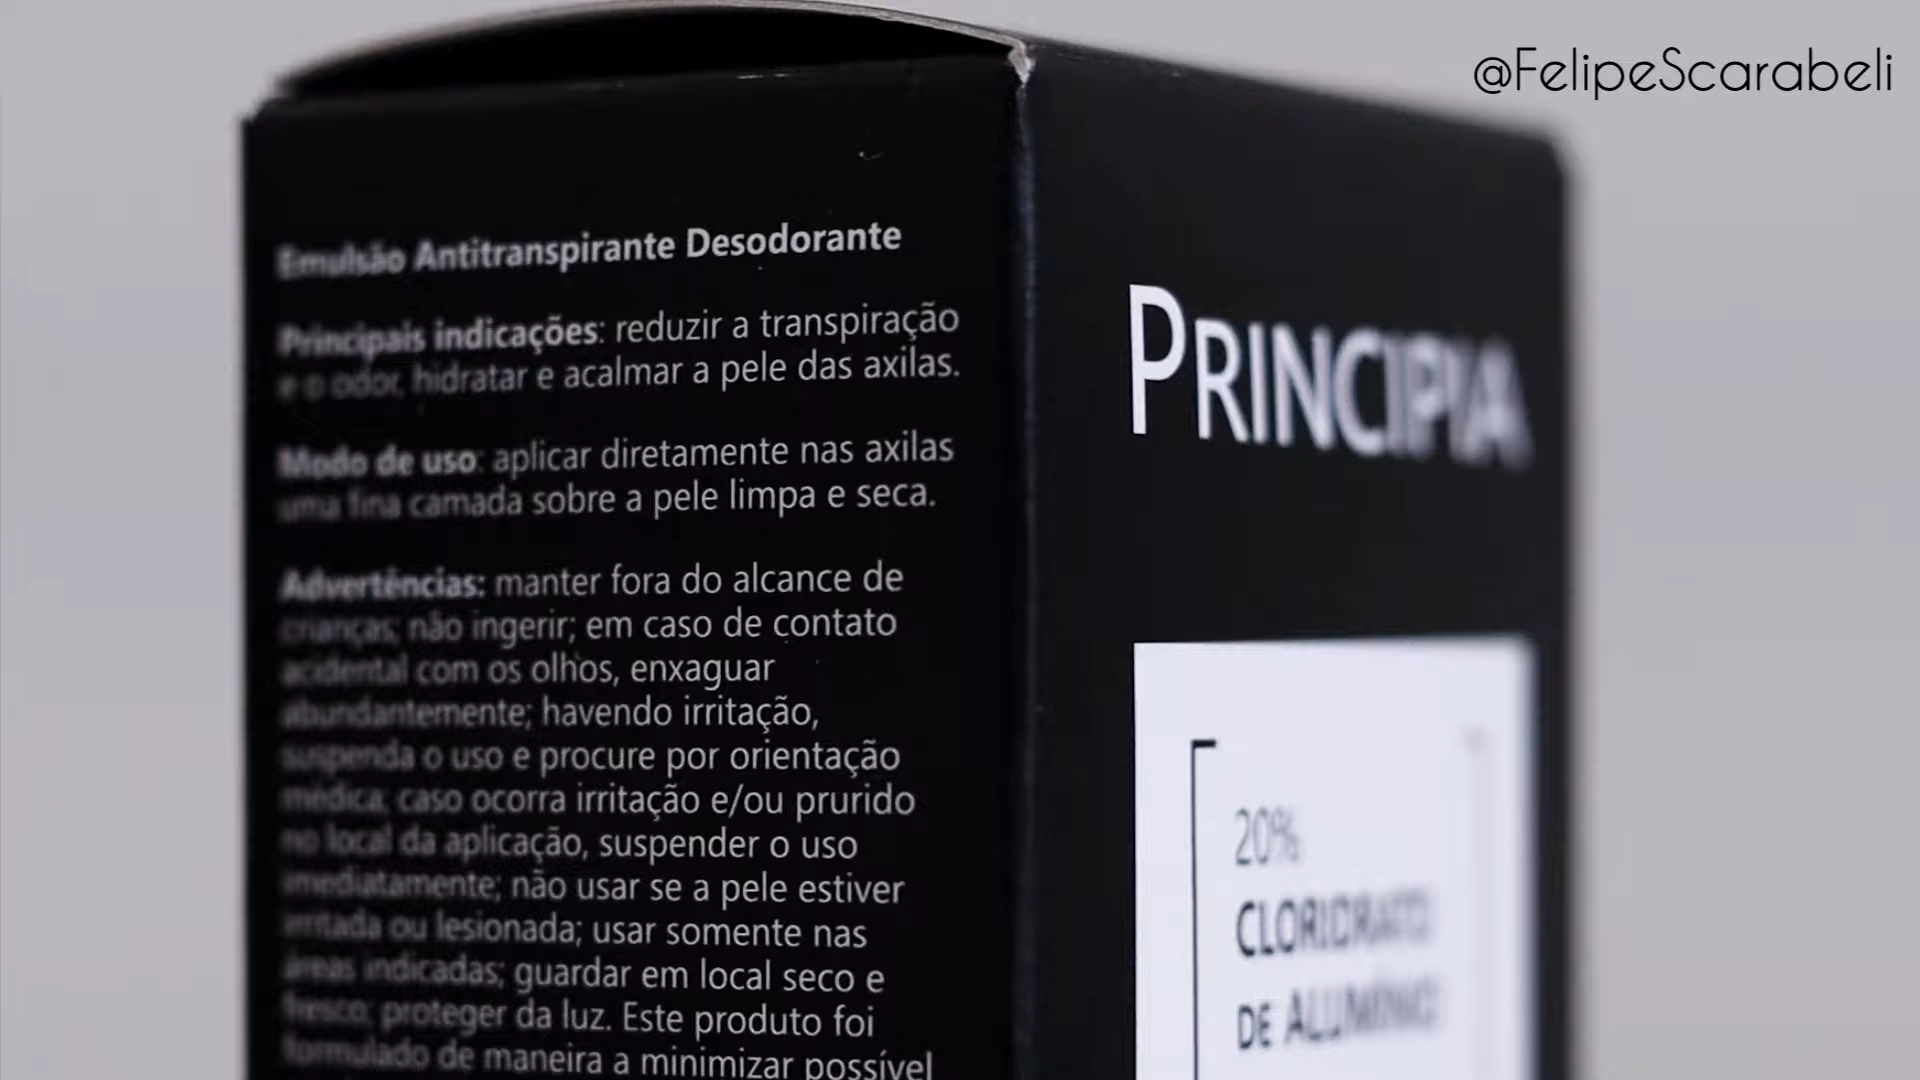 @FelipeScarabeli
Emulsão Antitranspirante Desodorante
Principais indicações: reduzir a transpiração
e o odor, hidratar e acalmar a pele das axilas.
Modo de uso: aplicar diretamente nas axilas
uma fina camada sobre a pele limpa e seca.
Advertências: manter fora do alcance de
crianças; não ingerir; em caso de contato
acidental com os olhos, enxaguar
abundantemente; havendo irritação,
suspenda o uso e procure por orientação
médica; caso ocorra irritação e/ou prurido
no local da aplicação, suspender o uso
imediatamente; não usar se a pele estiver
irritada ou lesionada; usar somente nas
áreas indicadas; guardar em local seco e
fresco; proteger da luz. Este produto foi
formulado de maneira a minimizar possível
PRINCIPIA
20%
CLORIDRATO
DE ALUMÍNIO